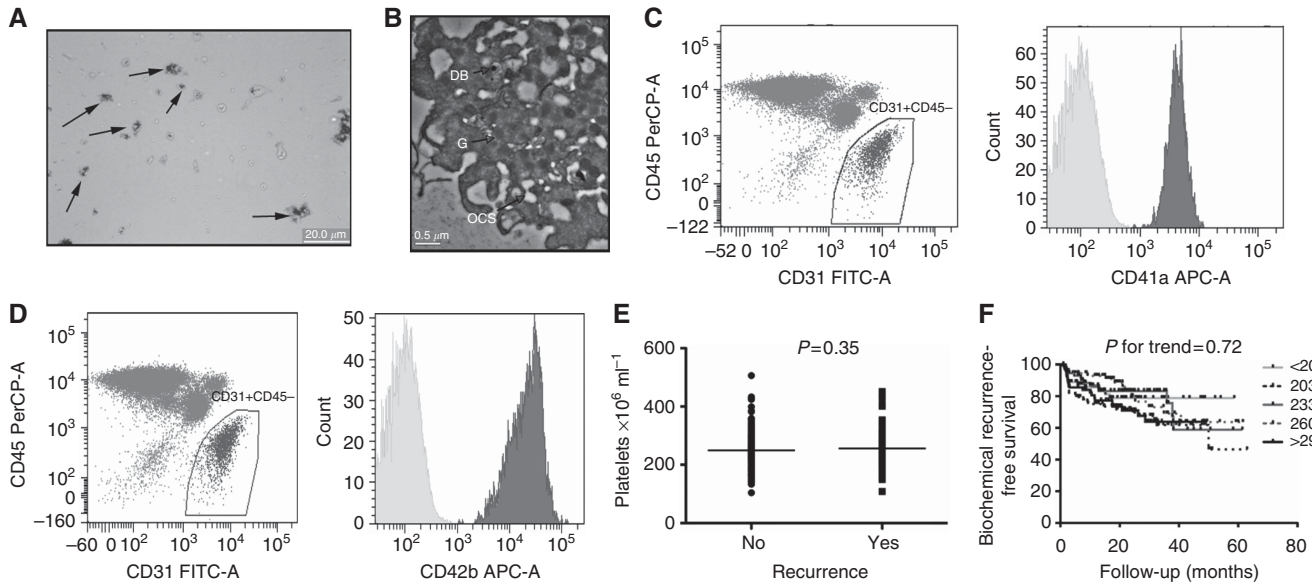 A
20.0 μm
B
DB
G
OCS
0.5 μm
C
CD45 PerCP-A
10⁵
10⁴
10³
10²
0
−122
CD31+CD45−
−52 0 10² 10³ 10⁴ 10⁵
CD31 FITC-A
Count
60
50
40
30
20
10
0
10² 10³ 10⁴ 10⁵
CD41a APC-A
D
CD45 PerCP-A
10⁵
10⁴
10³
10²
0
−160
CD31+CD45−
−60 0 10² 10³ 10⁴ 10⁵
CD31 FITC-A
Count
50
40
30
20
10
0
10² 10³ 10⁴ 10⁵
CD42b APC-A
E
P=0.35
Platelets ×10⁶ ml⁻¹
600
400
200
0
No Yes
Recurrence
F
P for trend=0.72
Biochemical recurrence-
free survival
100
80
60
40
20
0
0 20 40 60 80
Follow-up (months)
<20
203
233
260
>29